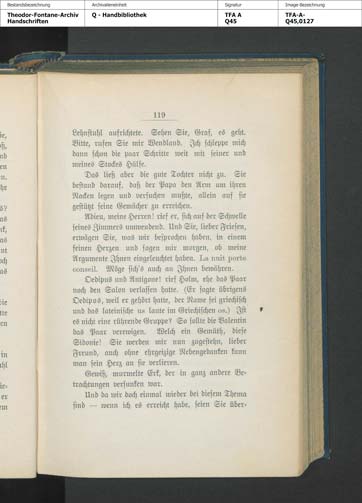 Bestandsbezeichnung
Archivalieneinheit
Signatur
Image-Bezeichnung
Theodor-Fontane-Archiv
Handschriften
Q - Handbibliothek
TFA A
Q45
TFA-A-
Q45,0127
119
Lehnstuhl aufrichtete. Sehen Sie, Graf, es geht.
Bitte, rufen Sie mir Wendland. Ich schleppe mich
dann schon die paar Schritte weit mit seiner und
meines Stockes Hülfe.
Das ließ aber die gute Tochter nicht zu. Sie
bestand darauf, daß der Papa den Arm um ihren
Nacken legen und versuchen mußte, allein auf sie
gestützt seine Gemächer zu erreichen.
Adieu, meine Herren! rief er, sich auf der Schwelle
seines Zimmers umwendend. Und Sie, lieber Friesen,
erwägen Sie, was wir besprochen haben, in einem
feinen Herzen und sagen mir morgen, ob meine
Argumente Ihnen eingeleuchtet haben. La nuit porte
conseil. Möge sich's auch an Ihnen bewähren.
Oedipus und Antigone! rief Holm, ehe das Paar
noch den Salon verlassen hatte. (Er sagte übrigens
Oedipos, weil er gehört hatte, der Name sei griechisch
und das lateinische us laute im Griechischen os.) Ist
es nicht eine rührende Gruppe? So sollte die Valentin
das Paar verewigen. Welch ein Gemüth, diese
Sidonie! Sie werden mir nun zugestehn, lieber
Freund, auch ohne ehrgeizige Nebengedanken kann
man sein Herz an sie verlieren.
Gewiß, murmelte Erk, der in ganz andere Be-
trachtungen versunken war.
Und da wir doch einmal wieder bei diesem Thema
sind — wenn ich es erreicht habe, seien Sie über-